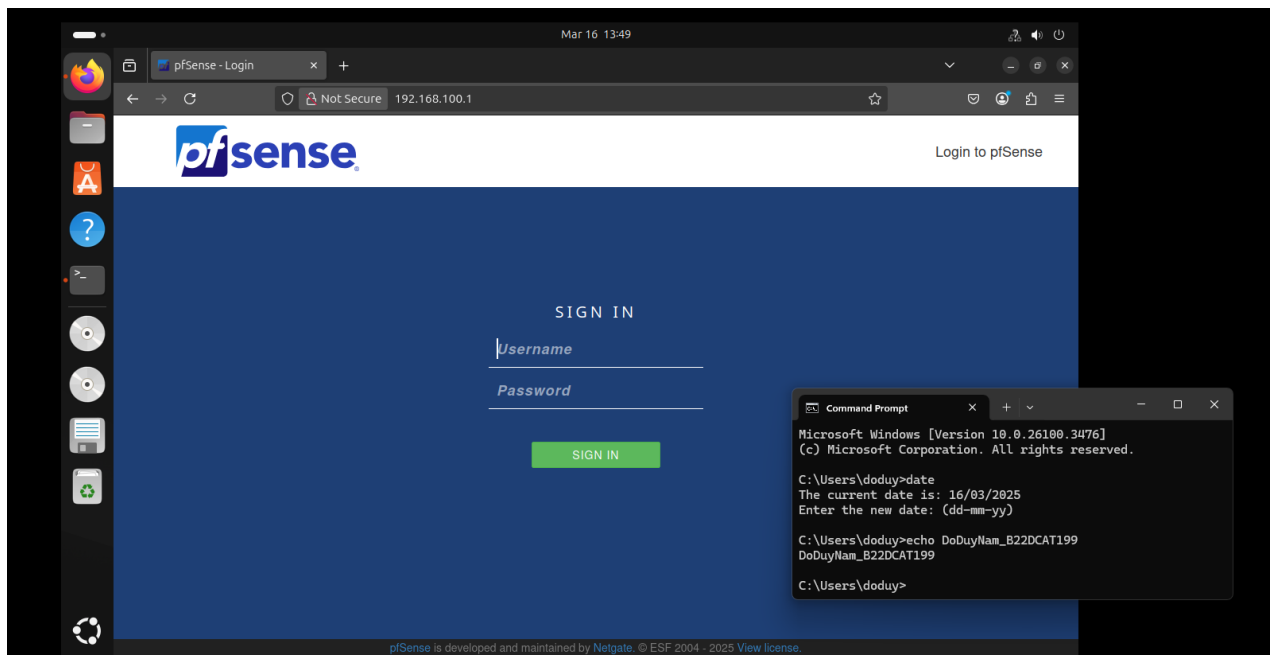 Mar 16 13:49
pfSense - Login
Not Secure 192.168.100.1
pfsense
Login to pfSense
SIGN IN
Username
Password
SIGN IN
Command Prompt
Microsoft Windows [Version 10.0.26100.3476]
(c) Microsoft Corporation. All rights reserved.
C:\Users\doduy>date
The current date is: 16/03/2025
Enter the new date: (dd-mm-yy)
C:\Users\doduy>echo DoDuyNam_B22DCAT199
DoDuyNam_B22DCAT199
C:\Users\doduy>
pfSense is developed and maintained by Netgate. © ESF 2004 - 2025 View license.